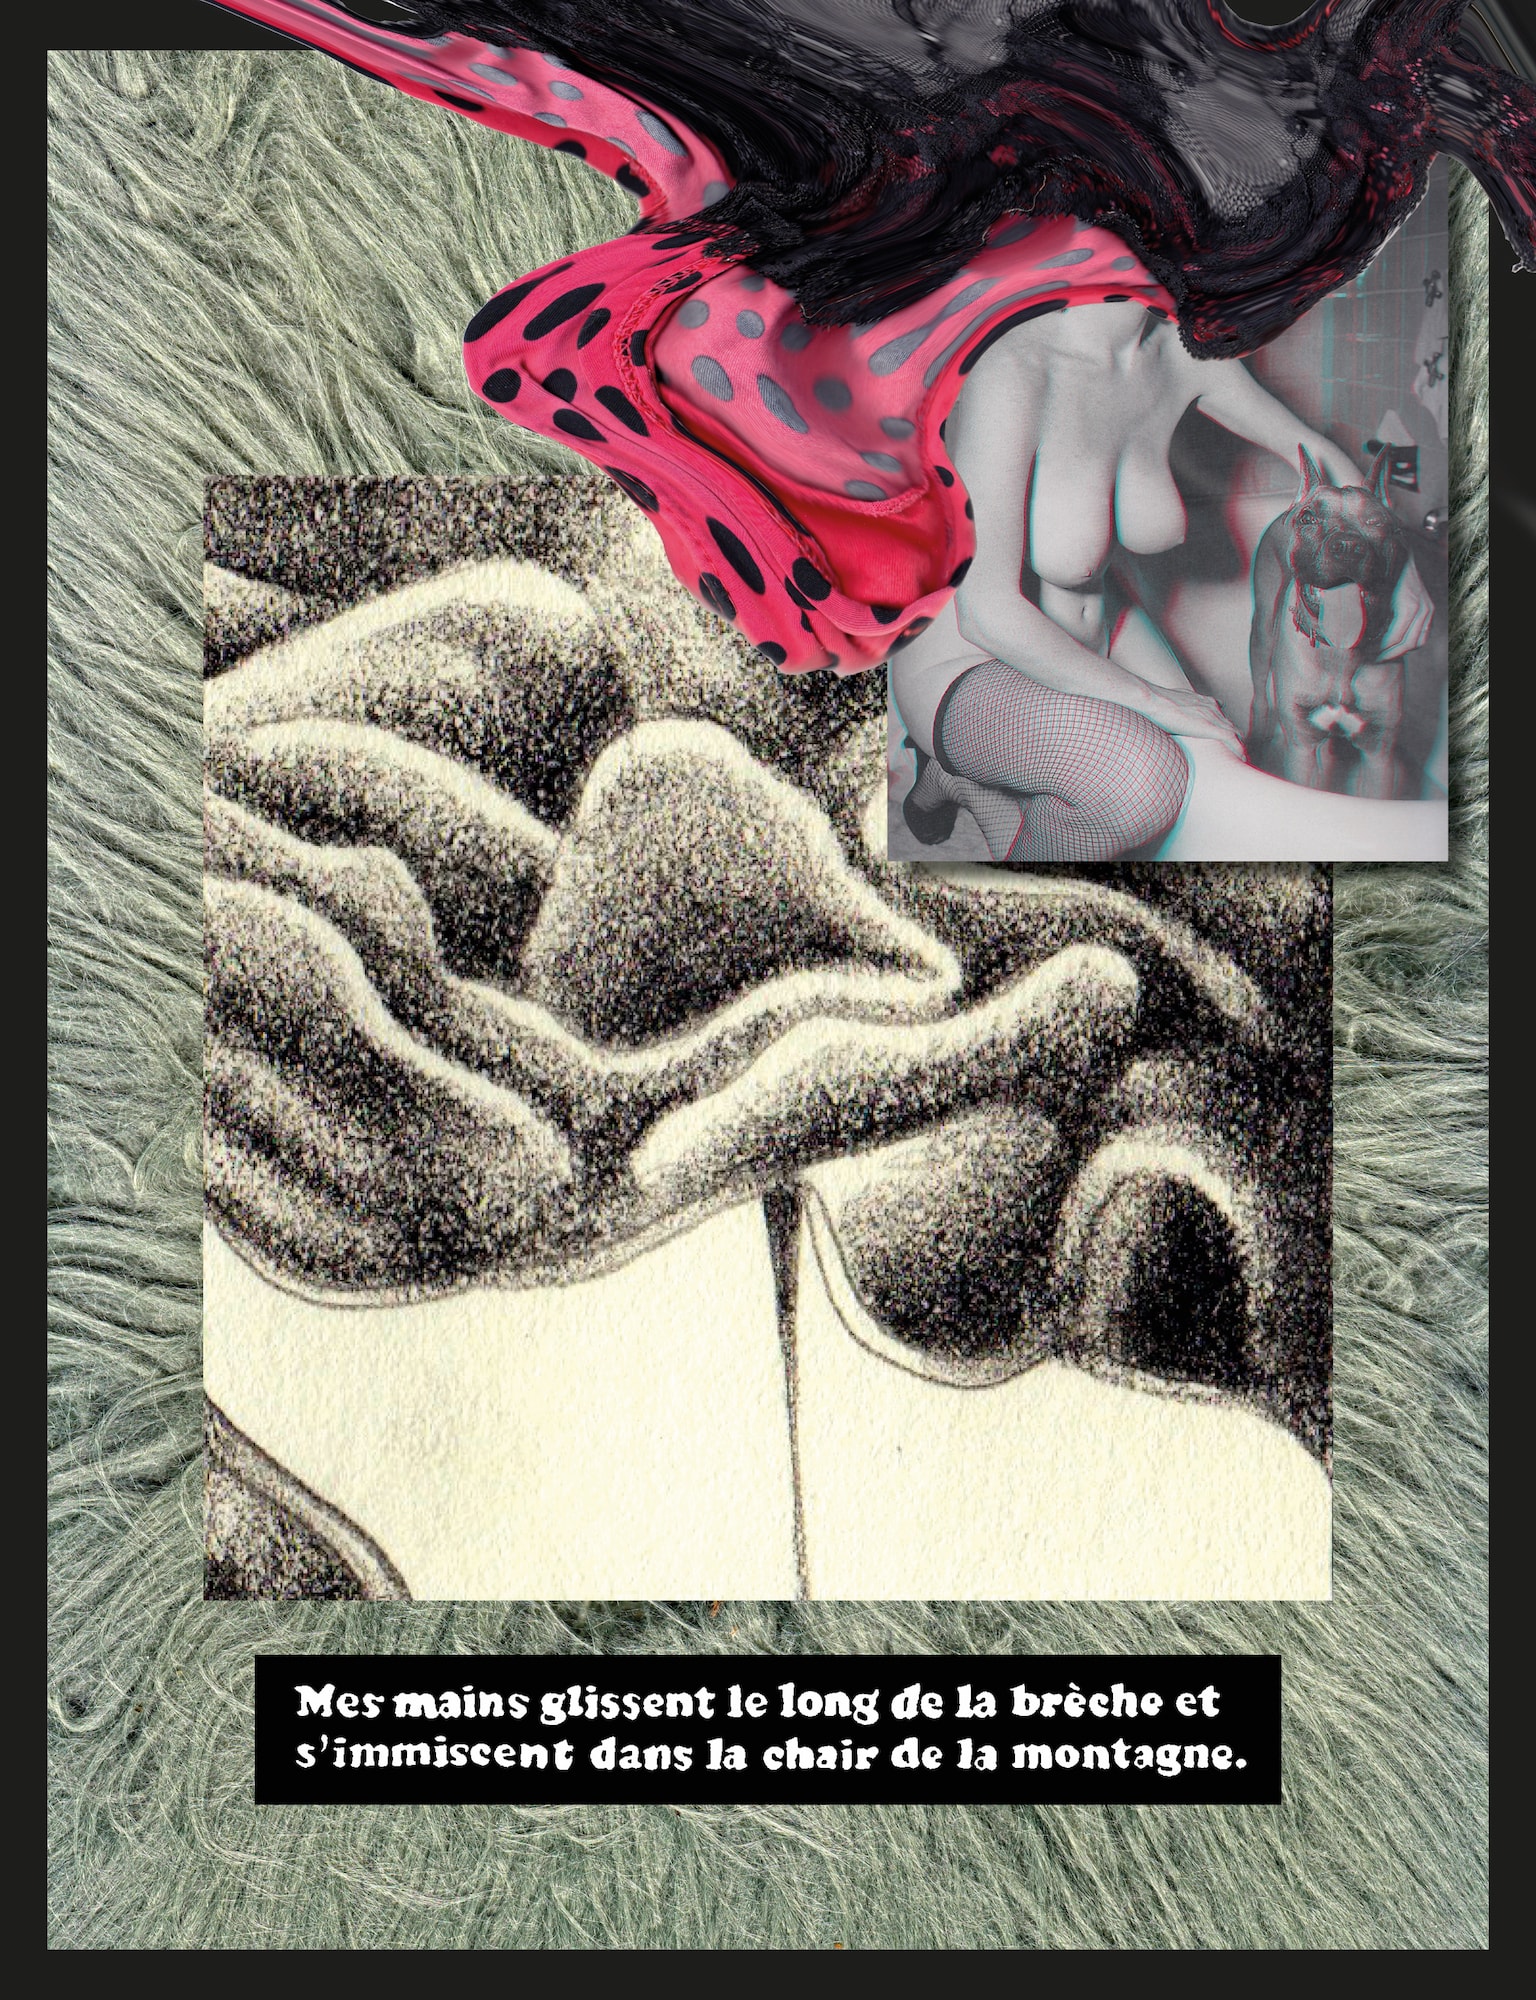 Mes mains glissent le long de la brèche et
s'immiscent dans la chair de la montagne.